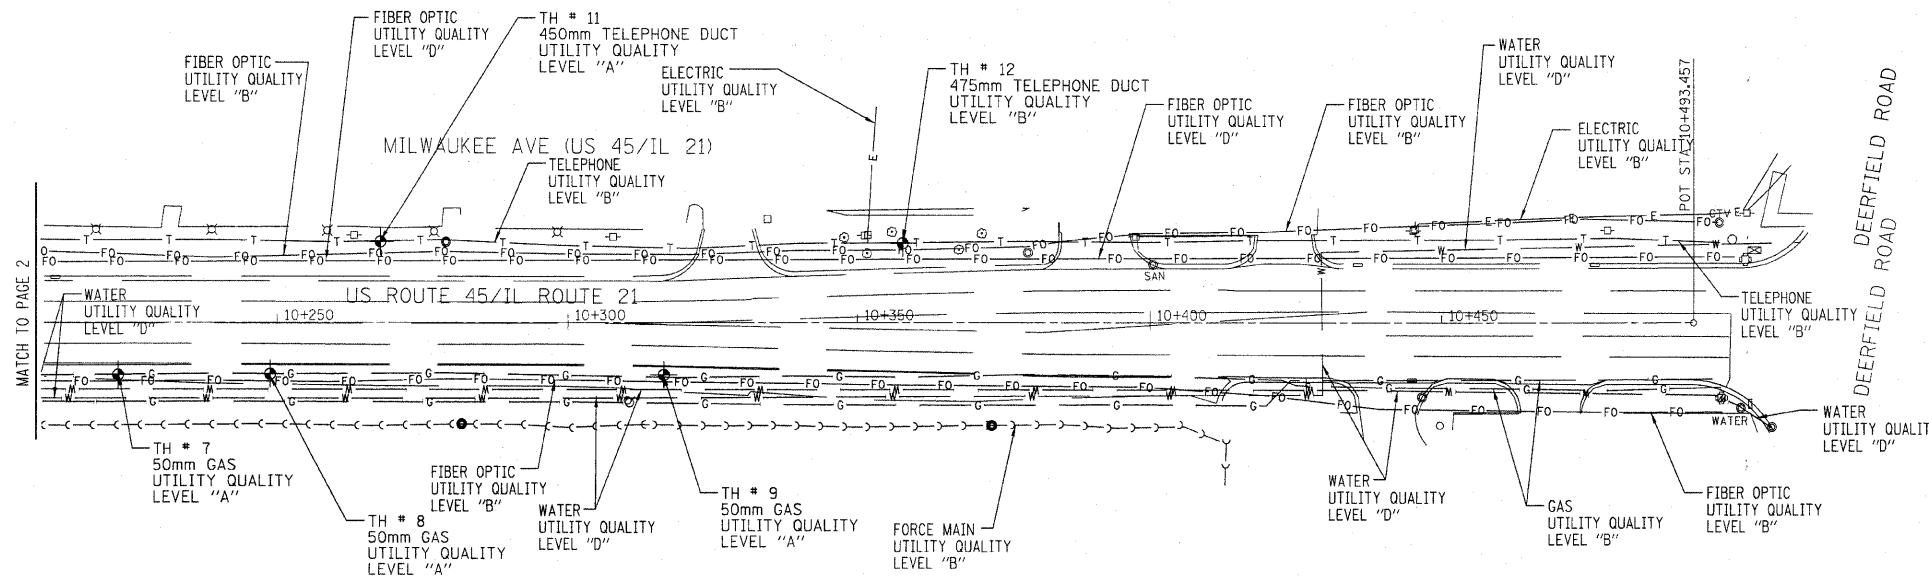 FIBER OPTIC
UTILITY QUALITY
LEVEL "B"
FIBER OPTIC
UTILITY QUALITY
LEVEL "D"
TH # 11
450mm TELEPHONE DUCT
UTILITY QUALITY
LEVEL "A"
ELECTRIC
UTILITY QUALITY
LEVEL "B"
TH # 12
475mm TELEPHONE DUCT
UTILITY QUALITY
LEVEL "B"
FIBER OPTIC
UTILITY QUALITY
LEVEL "D"
FIBER OPTIC
UTILITY QUALITY
LEVEL "B"
WATER
UTILITY QUALITY
LEVEL "D"
ELECTRIC
UTILITY QUALITY
LEVEL "B"
POT STA 10+493.457
DEERFIELD ROAD
DEERFIELD ROAD
MILWAUKEE AVE (US 45/IL 21)
TELEPHONE
UTILITY QUALITY
LEVEL "B"
E
CTV
SAN
MATCH TO PAGE 2
WATER
UTILITY QUALITY
LEVEL "D"
US ROUTE 45/IL ROUTE 21
10+250
10+300
10+350
10+400
10+450
TELEPHONE
UTILITY QUALITY
LEVEL "B"
WATER
TH # 7
50mm GAS
UTILITY QUALITY
LEVEL "A"
TH # 8
50mm GAS
UTILITY QUALITY
LEVEL "A"
FIBER OPTIC
UTILITY QUALITY
LEVEL "B"
WATER
UTILITY QUALITY
LEVEL "D"
TH # 9
50mm GAS
UTILITY QUALITY
LEVEL "A"
FORCE MAIN
UTILITY QUALITY
LEVEL "B"
WATER
UTILITY QUALITY
LEVEL "D"
GAS
UTILITY QUALITY
LEVEL "B"
FIBER OPTIC
UTILITY QUALITY
LEVEL "B"
WATER
UTILITY QUALIT
LEVEL "D"